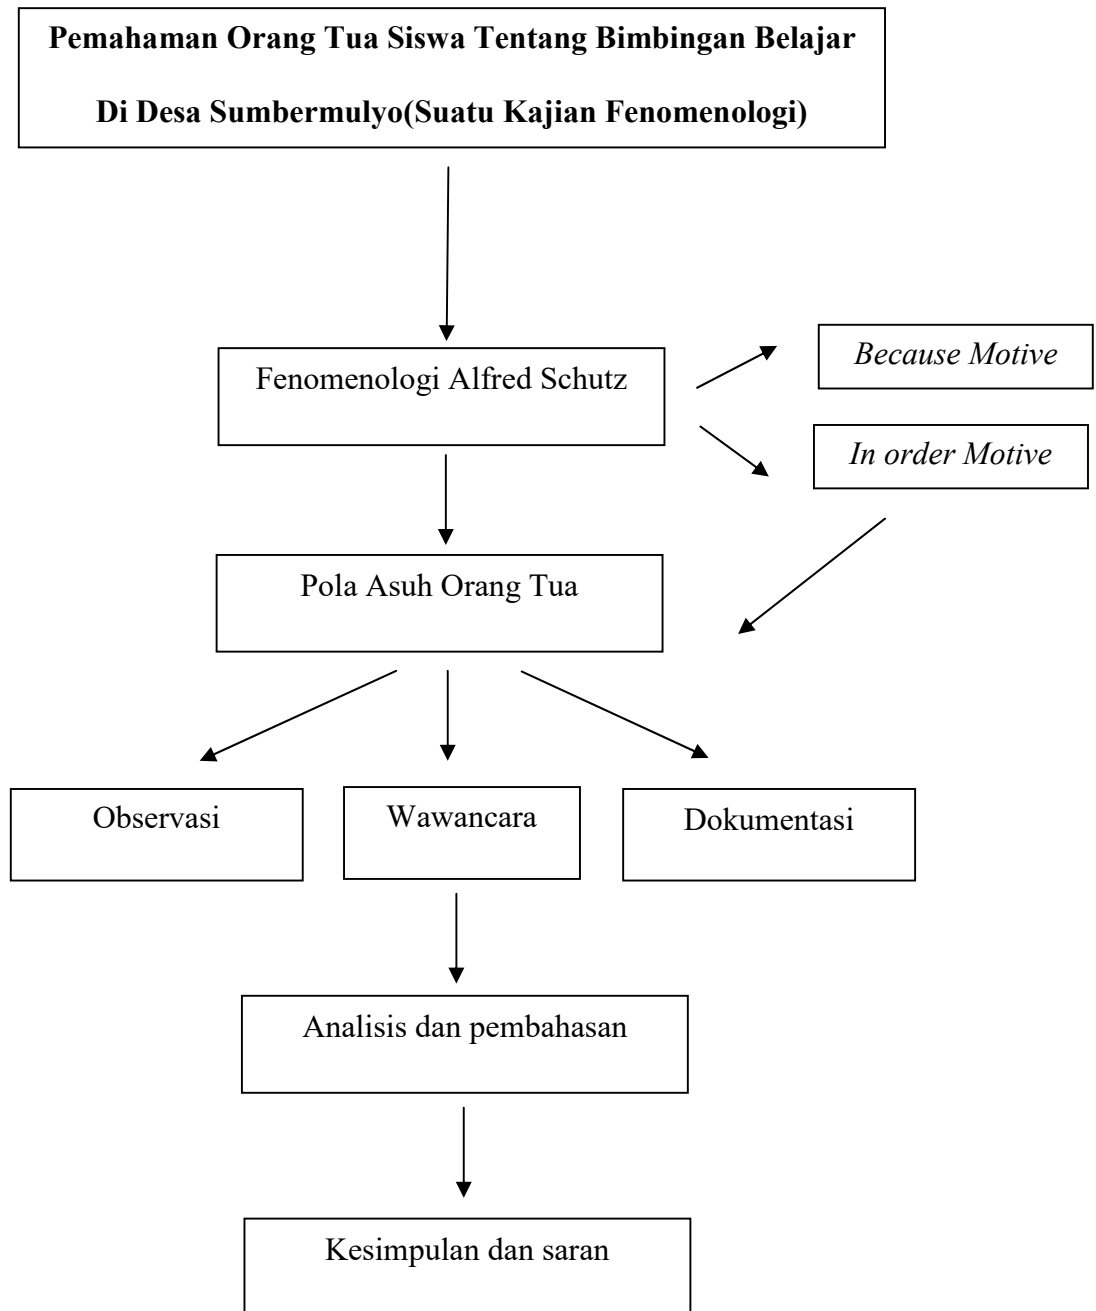 Pemahaman Orang Tua Siswa Tentang Bimbingan Belajar
Di Desa Sumbermulyo(Suatu Kajian Fenomenologi)
Fenomenologi Alfred Schutz
Because Motive
In order Motive
Pola Asuh Orang Tua
Observasi
Wawancara
Dokumentasi
Analisis dan pembahasan
Kesimpulan dan saran